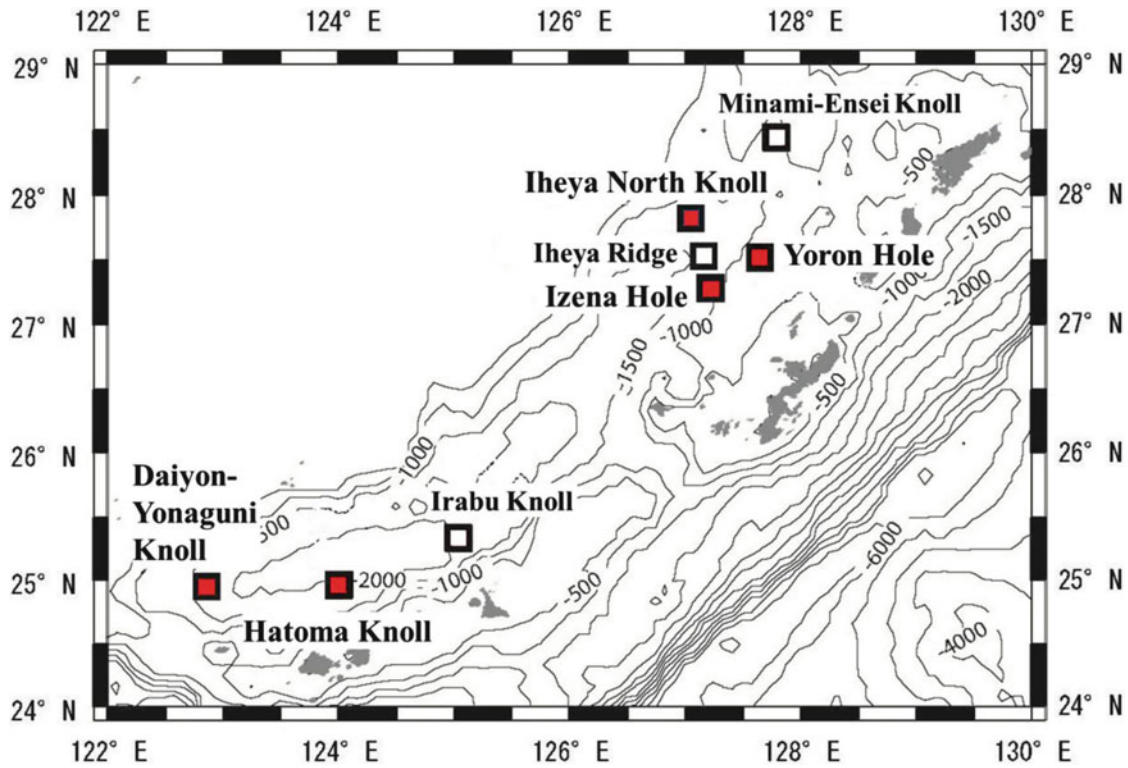 122° E 124° E 126° E 128° E 130° E
29° N 29° N
Minami-Ensei Knoll
-500
Iheya North Knoll
28° N 28° N
-1500
Iheya Ridge Yoron Hole
-1000
-2000
Izena Hole
27° N 27° N
-1000
-1500
-500
26° N 26° N
1000
Daiyon-
Yonaguni
Knoll
Irabu Knoll
-6000
25° N 25° N
-2000
-1000
-500
Hatoma Knoll
-4000
24° N 24° N
122° E 124° E 126° E 128° E 130° E